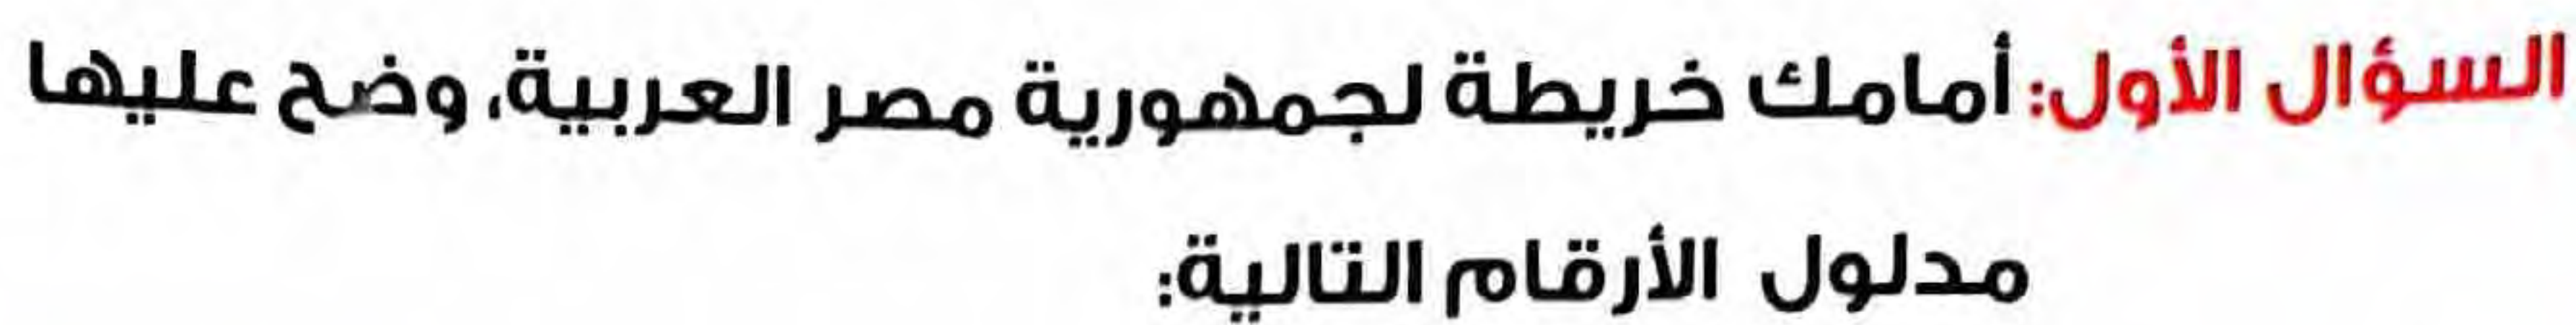 السؤال الأول: أمامك خريطة لجمهورية مصر العربية، وضح عليها
مدلول الأرقام التالية: